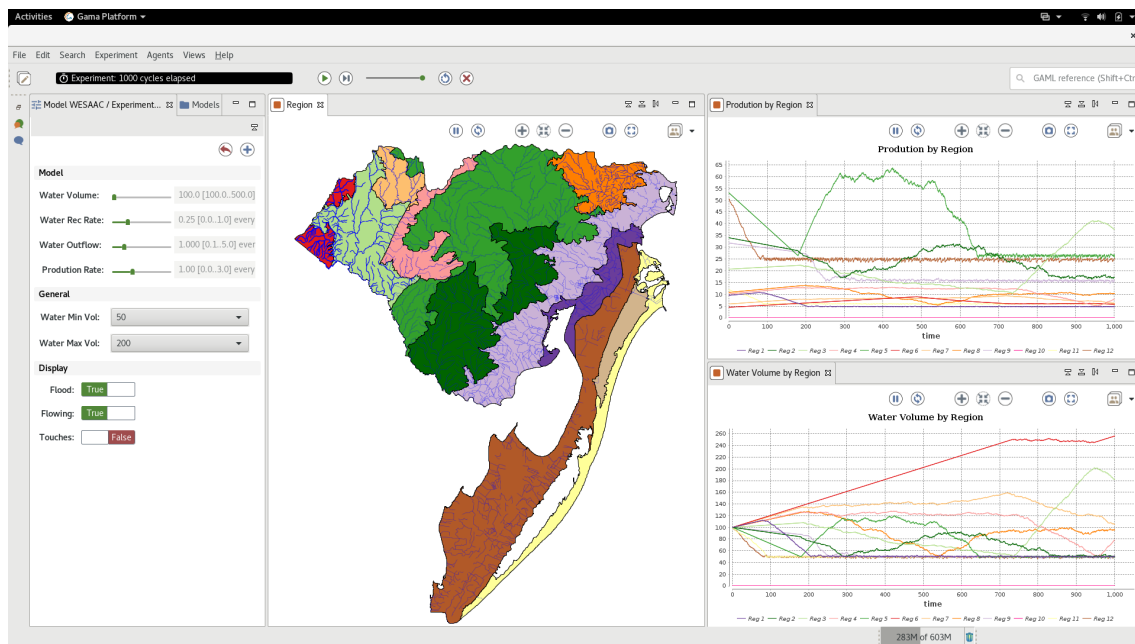 Activities Gama Platform
File Edit Search Experiment Agents Views Help
Experiment: 1000 cycles elapsed
GAML reference (Shift+Ctr
Model WESAAC / Experiment... Models
Model
Water Volume: 100.0 [100.0..500.0]
Water Rec Rate: 0.25 [0.0..1.0] every
Water Outflow: 1.000 [0.1..5.0] ever
Prodution Rate: 1.00 [0.0..3.0] every
General
Water Min Vol: 50
Water Max Vol: 200
Display
Flood: True
Flowing: True
Touches: False
Region
Prodution by Region
Prodution by Region
65
60
55
50
45
40
35
30
25
20
15
10
5
0
0 100 200 300 400 500 600 700 800 900 1,000
time
Reg 1 Reg 2 Reg 3 Reg 4 Reg 5 Reg 6 Reg 7 Reg 8 Reg 9 Reg 10 Reg 11 Reg 12
Water Volume by Region
Water Volume by Region
260
240
220
200
180
160
140
120
100
80
60
40
20
0
0 100 200 300 400 500 600 700 800 900 1,000
time
Reg 1 Reg 2 Reg 3 Reg 4 Reg 5 Reg 6 Reg 7 Reg 8 Reg 9 Reg 10 Reg 11 Reg 12
283M of 603M